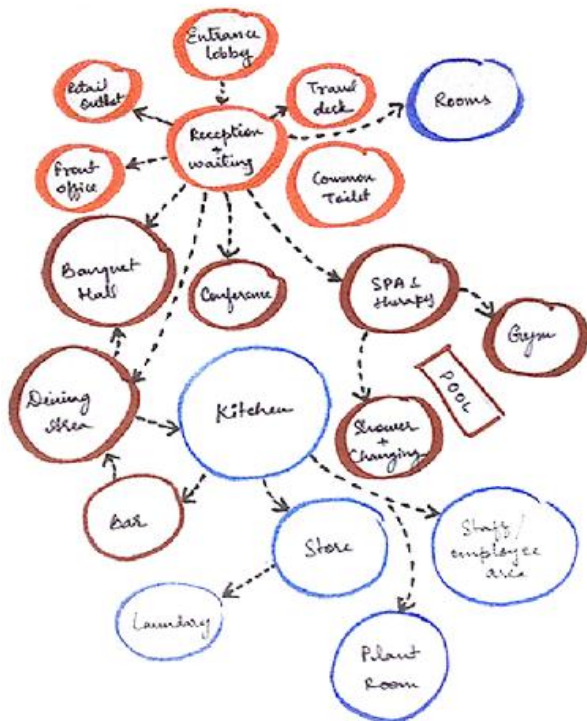 Entrance
lobby
Retail
outlet
Travel
desk
Rooms
Reception
+
waiting
Front
office
Common
Toilet
Banquet
Hall
Conference
SPA &
therapy
Gym
Dining
Area
Kitchen
POOL
Shower
+
Changing
Bar
Store
Staff/
employee
area
Laundry
Plant
Room